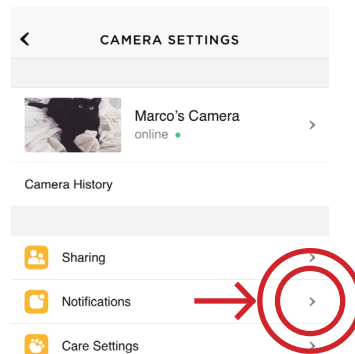 CAMERA SETTINGS
Marco's Camera
online
Camera History
Sharing
Notifications
Care Settings